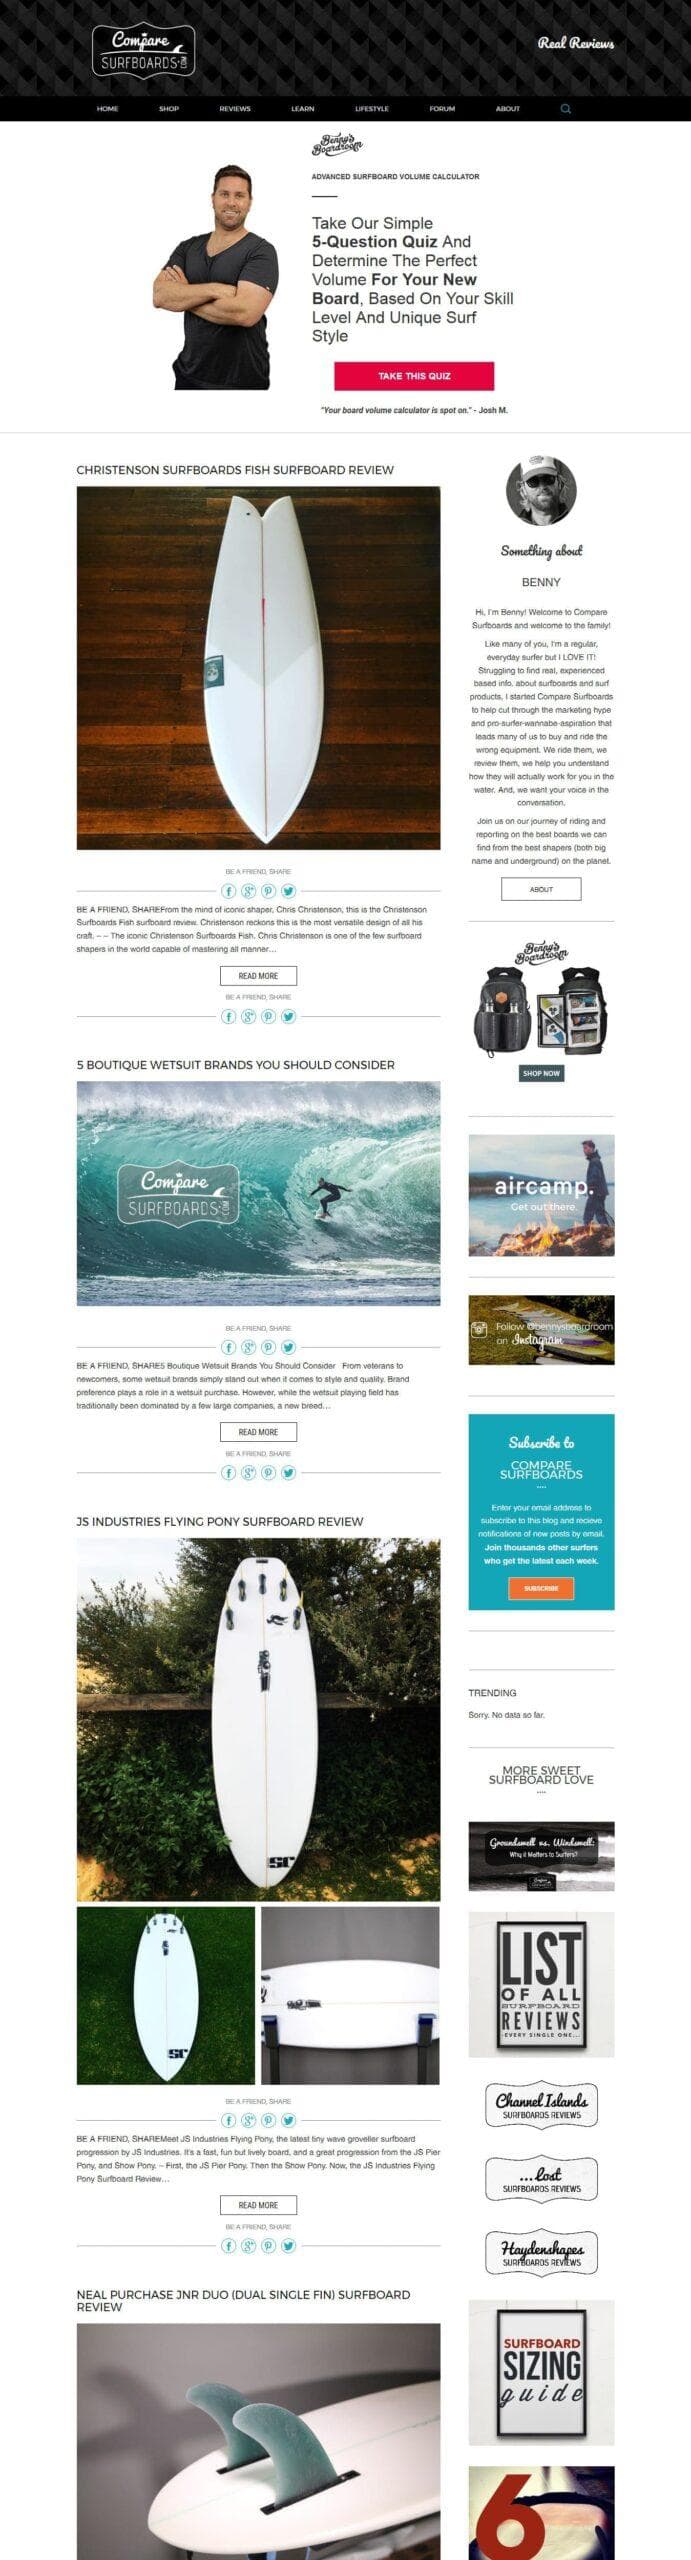 Compare
SURFBOARDS.COM
Real Reviews
HOME
SHOP
REVIEWS
LEARN
LIFESTYLE
FORUM
ABOUT
Benny's
Boardroom
ADVANCED SURFBOARD VOLUME CALCULATOR
Take Our Simple
5-Question Quiz And
Determine The Perfect
Volume For Your New
Board, Based On Your Skill
Level And Unique Surf
Style
TAKE THIS QUIZ
"Your board volume calculator is spot on." - Josh M.
CHRISTENSON SURFBOARDS FISH SURFBOARD REVIEW
BE A FRIEND, SHARE
BE A FRIEND, SHAREFrom the mind of iconic shaper, Chris Christenson, this is the Christenson
Surfboards Fish surfboard review. Christenson reckons this is the most versatile design of all his
craft. – – The iconic Christenson Surfboards Fish. Chris Christenson is one of the few surfboard
shapers in the world capable of mastering all manner…
READ MORE
BE A FRIEND, SHARE
5 BOUTIQUE WETSUIT BRANDS YOU SHOULD CONSIDER
Compare
SURFBOARDS.COM
BE A FRIEND, SHARE
BE A FRIEND, SHARE5 Boutique Wetsuit Brands You Should Consider From veterans to
newcomers, some wetsuit brands simply stand out when it comes to style and quality. Brand
preference plays a role in a wetsuit purchase. However, while the wetsuit playing field has
traditionally been dominated by a few large companies, a new breed…
READ MORE
BE A FRIEND, SHARE
JS INDUSTRIES FLYING PONY SURFBOARD REVIEW
BE A FRIEND, SHARE
BE A FRIEND, SHAREMeet JS Industries Flying Pony, the latest tiny wave groveller surfboard
progression by JS Industries. It's a fast, fun but lively board, and a great progression from the JS Pier
Pony, and Show Pony. – First, the JS Pier Pony. Then the Show Pony. Now, the JS Industries Flying
Pony Surfboard Review…
READ MORE
BE A FRIEND, SHARE
NEAL PURCHASE JNR DUO (DUAL SINGLE FIN) SURFBOARD
REVIEW
Something about
BENNY
Hi, I'm Benny! Welcome to Compare
Surfboards and welcome to the family!
Like many of you, I'm a regular,
everyday surfer but I LOVE IT!
Struggling to find real, experienced
based info. about surfboards and surf
products, I started Compare Surfboards
to help cut through the marketing hype
and pro-surfer-wannabe-aspiration that
leads many of us to buy and ride the
wrong equipment. We ride them, we
review them, we help you understand
how they will actually work for you in the
water. And, we want your voice in the
conversation.
Join us on our journey of riding and
reporting on the best boards we can
find from the best shapers (both big
name and underground) on the planet.
ABOUT
Benny's
Boardroom
SHOP NOW
aircamp.
Get out there.
Follow @bennysboardroom
on Instagram
Subscribe to
COMPARE
SURFBOARDS
Enter your email address to
subscribe to this blog and recieve
notifications of new posts by email.
Join thousands other surfers
who get the latest each week.
SUBSCRIBE
TRENDING
Sorry. No data so far.
MORE SWEET
SURFBOARD LOVE
Groundswell vs. Windswell:
Why it Matters to Surfers?
LIST
OF ALL
SURFBOARD
REVIEWS
EVERY SINGLE ONE...
Channel Islands
SURFBOARDS REVIEWS
...Lost
SURFBOARDS REVIEWS
Haydenshapes
SURFBOARDS REVIEWS
SURFBOARD
SIZING
guide
6